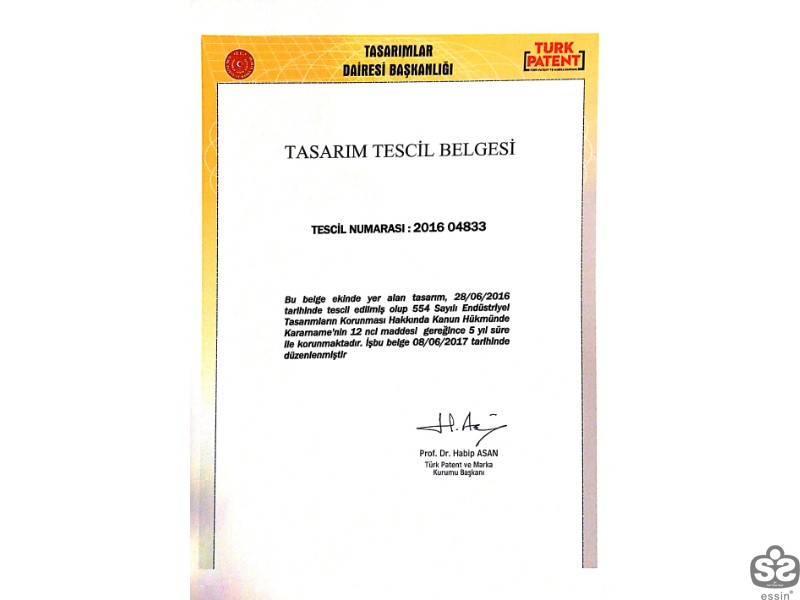 TASARIMLAR
DAİRESİ BAŞKANLIĞI
TURK
PATENT
TASARIM TESCİL BELGESİ
TESCİL NUMARASI : 2016 04833
Bu belge ekinde yer alan tasarım, 28/06/2016
tarihinde tescil edilmiş olup 554 Sayılı Endüstriyel
Tasarımların Korunması Hakkında Kanun Hükmünde
Kararname'nin 12 nci maddesi gereğince 5 yıl süre
ile korunmaktadır. İşbu belge 08/06/2017 tarihinde
düzenlenmiştir
Prof. Dr. Habip ASAN
Türk Patent ve Marka
Kurumu Başkanı
essin®